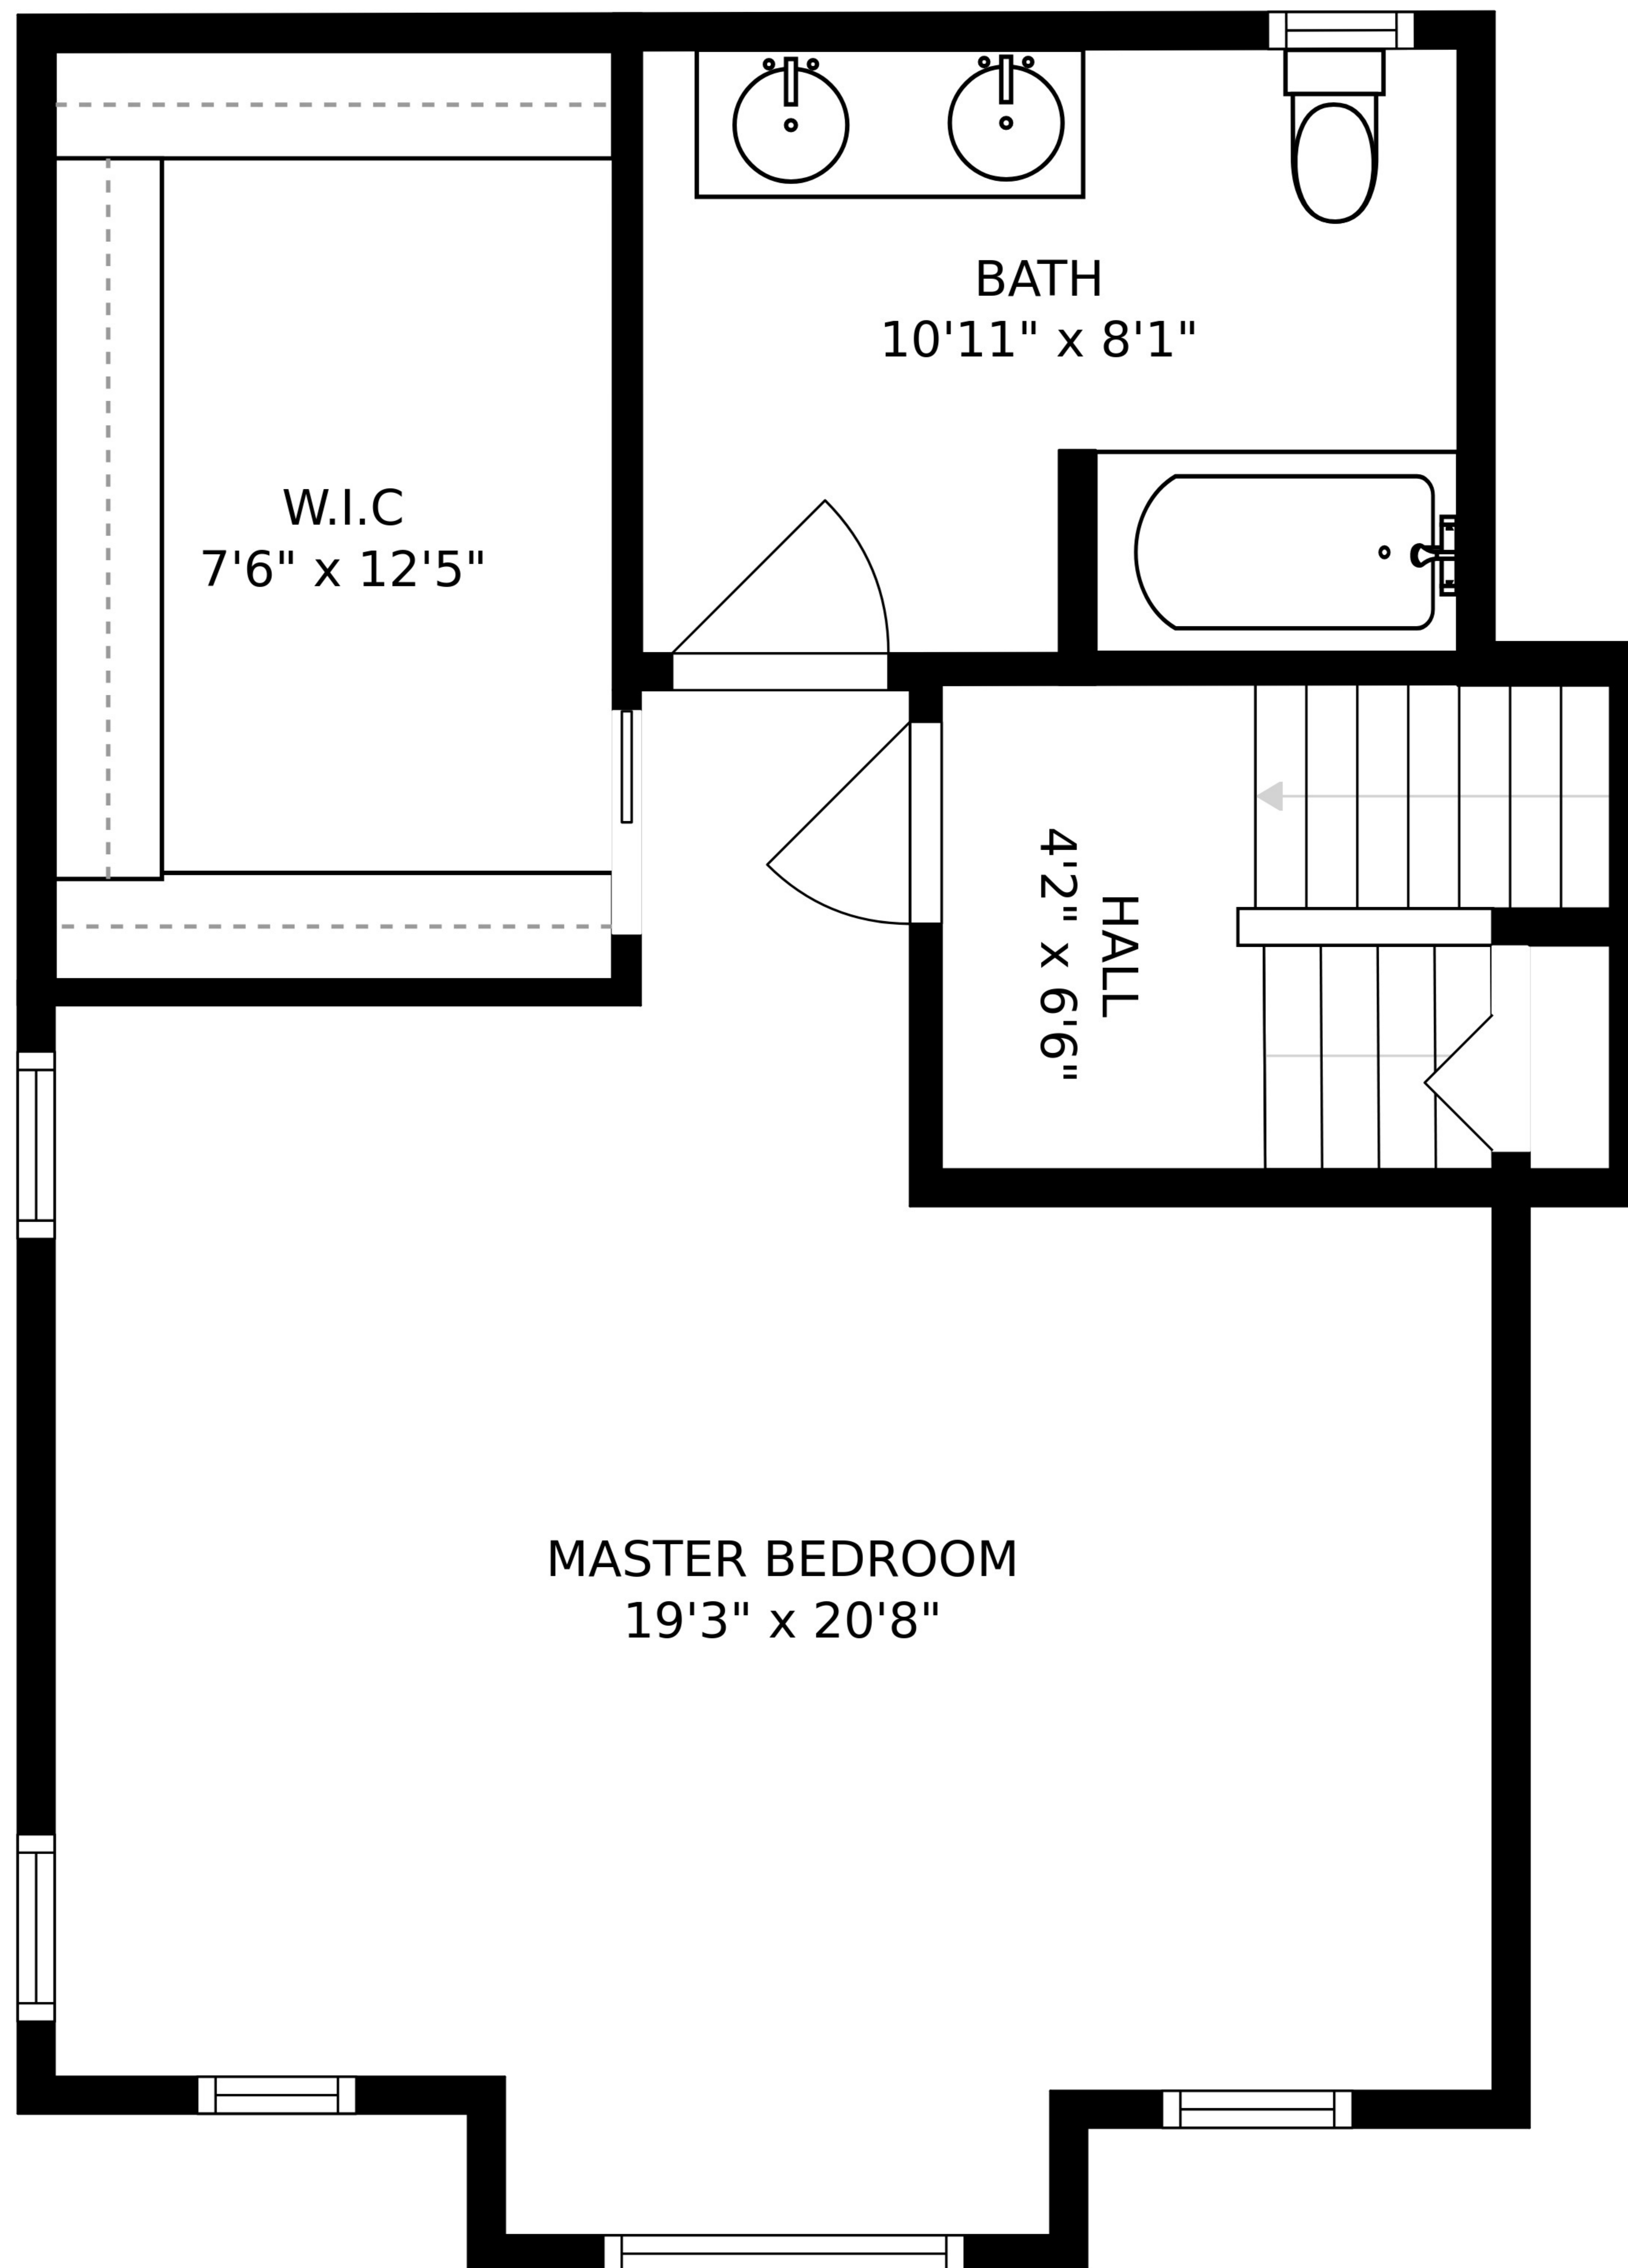 BATH
10'11" x 8'1"
W.I.C
7'6" x 12'5"
HALL
4'2" x 6'6"
MASTER BEDROOM
19'3" x 20'8"